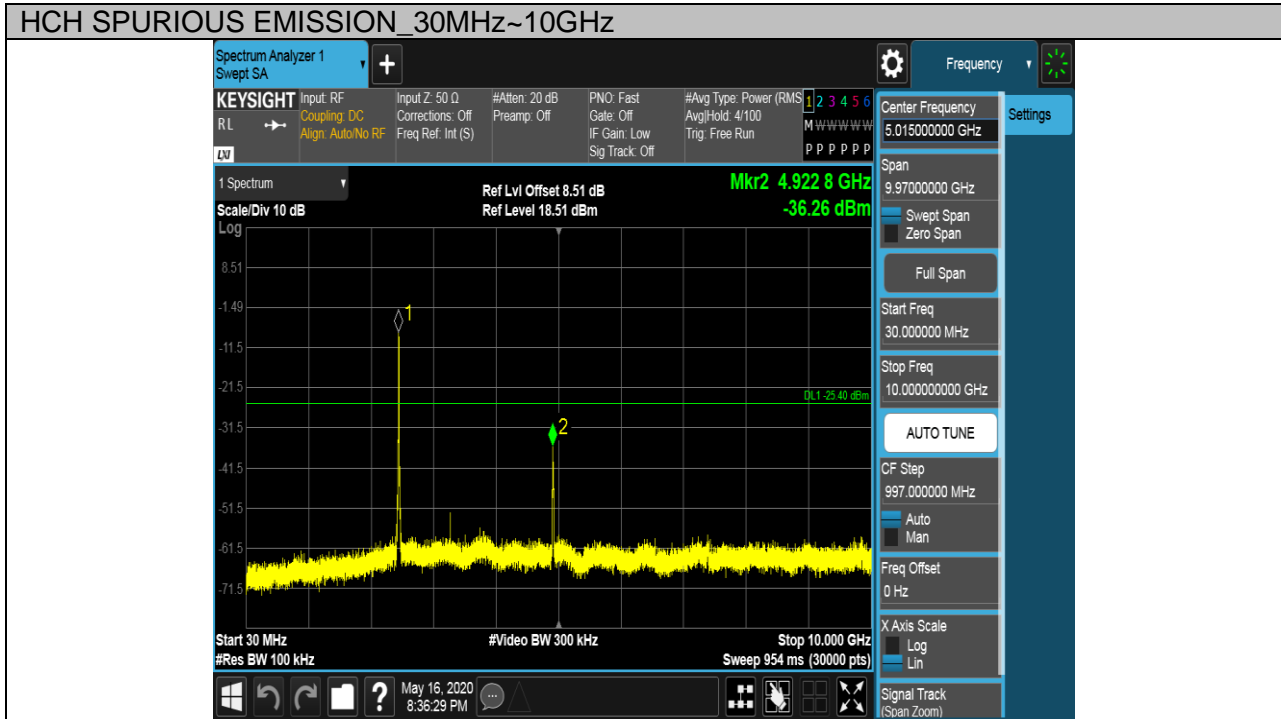 HCH SPURIOUS EMISSION_30MHz~10GHz
Spectrum Analyzer 1
Swept SA
Frequency
KEYSIGHT
RL
LXI
Input: RF
Coupling: DC
Align: Auto/No RF
Input Z: 50 Ω
Corrections: Off
Freq Ref: Int (S)
#Atten: 20 dB
Preamp: Off
PNO: Fast
Gate: Off
IF Gain: Low
Sig Track: Off
#Avg Type: Power (RMS
Avg|Hold: 4/100
Trig: Free Run
1 2 3 4 5 6
M W W W W W
P P P P P P
1 Spectrum
Scale/Div 10 dB
Log
Ref Lvl Offset 8.51 dB
Ref Level 18.51 dBm
Mkr2 4.922 8 GHz
-36.26 dBm
8.51
-1.49
-11.5
-21.5
-31.5
-41.5
-51.5
-61.5
-71.5
1
2
DL1 -25.40 dBm
Start 30 MHz
#Res BW 100 kHz
#Video BW 300 kHz
Stop 10.000 GHz
Sweep 954 ms (30000 pts)
Center Frequency
5.015000000 GHz
Settings
Span
9.97000000 GHz
Swept Span
Zero Span
Full Span
Start Freq
30.000000 MHz
Stop Freq
10.000000000 GHz
AUTO TUNE
CF Step
997.000000 MHz
Auto
Man
Freq Offset
0 Hz
X Axis Scale
Log
Lin
Signal Track
(Span Zoom)
?
May 16, 2020
8:36:29 PM